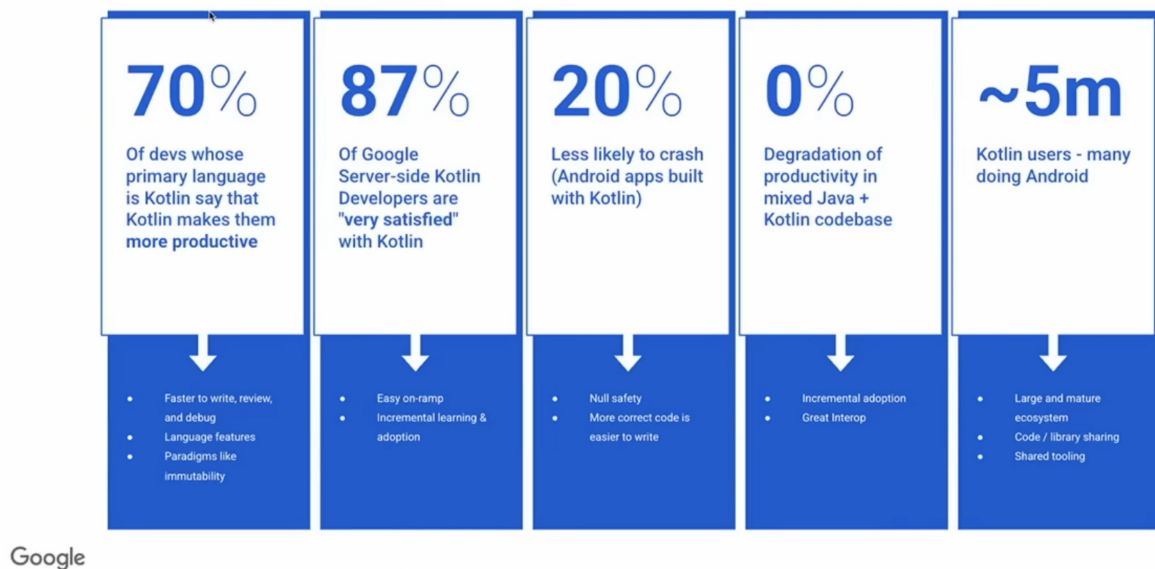 70%
Of devs whose
primary language
is Kotlin say that
Kotlin makes them
more productive
Faster to write, review,
and debug
Language features
Paradigms like
immutability
87%
Of Google
Server-side Kotlin
Developers are
"very satisfied"
with Kotlin
Easy on-ramp
Incremental learning &
adoption
20%
Less likely to crash
(Android apps built
with Kotlin)
Null safety
More correct code is
easier to write
0%
Degradation of
productivity in
mixed Java +
Kotlin codebase
Incremental adoption
Great Interop
~5m
Kotlin users - many
doing Android
Large and mature
ecosystem
Code / library sharing
Shared tooling
Google